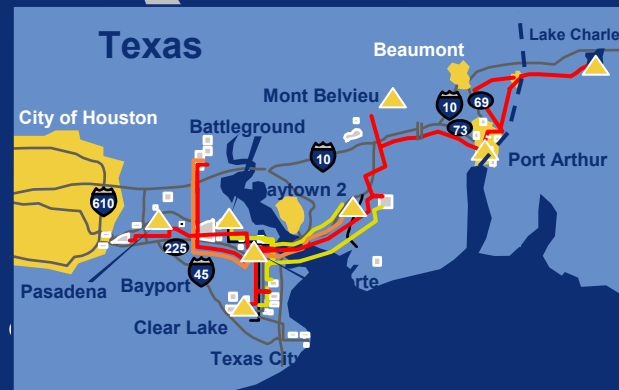 Texas
Lake Charle
Beaumont
Mont Belvieu
10
69
City of Houston
Battleground
73
10
Port Arthur
aytown 2
610
225
45
Pasadena
Bayport
rte
Clear Lake
Texas Cit